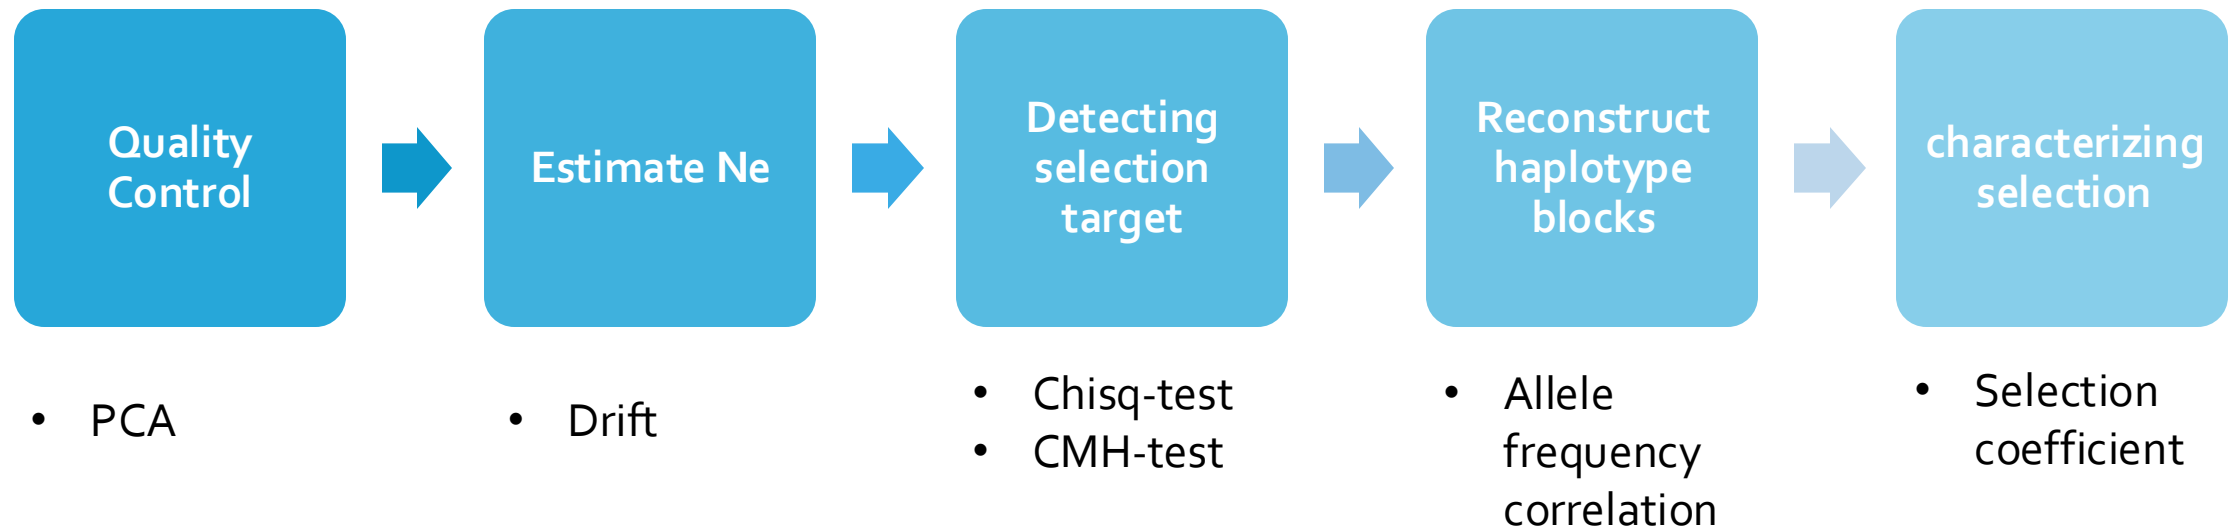 Quality
Control
Estimate Ne
Detecting
selection
target
Reconstruct
haplotype
blocks
characterizing
selection
• PCA
• Drift
• Chisq-test
• CMH-test
• Allele
frequency
correlation
• Selection
coefficient